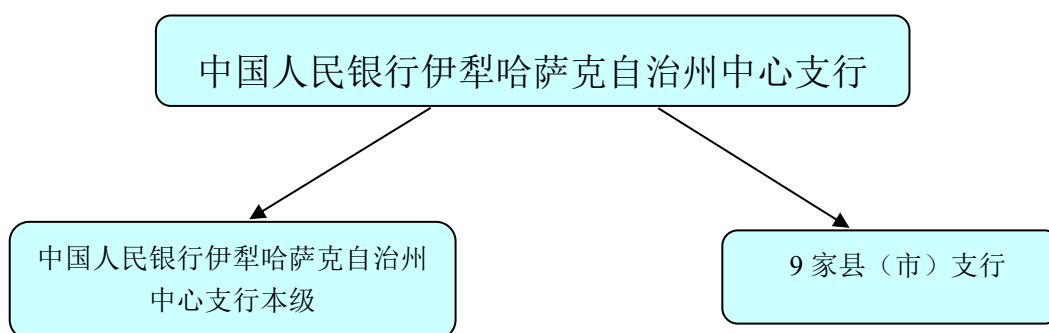 中国人民银行伊犁哈萨克自治州中心支行
中国人民银行伊犁哈萨克自治州
中心支行本级
9 家县（市）支行